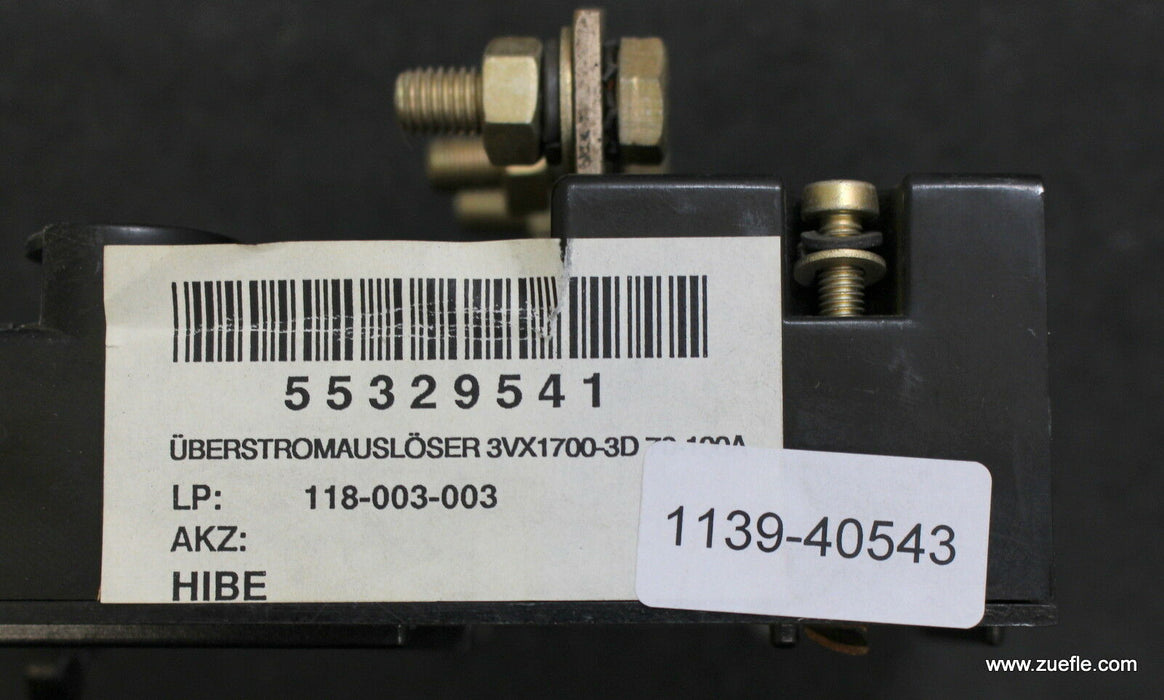 55329541
ÜBERSTROMAUSLÖSER 3VX1700-3D
LP: 118-003-003
AKZ:
HIBE
1139-40543
www.zuefle.com